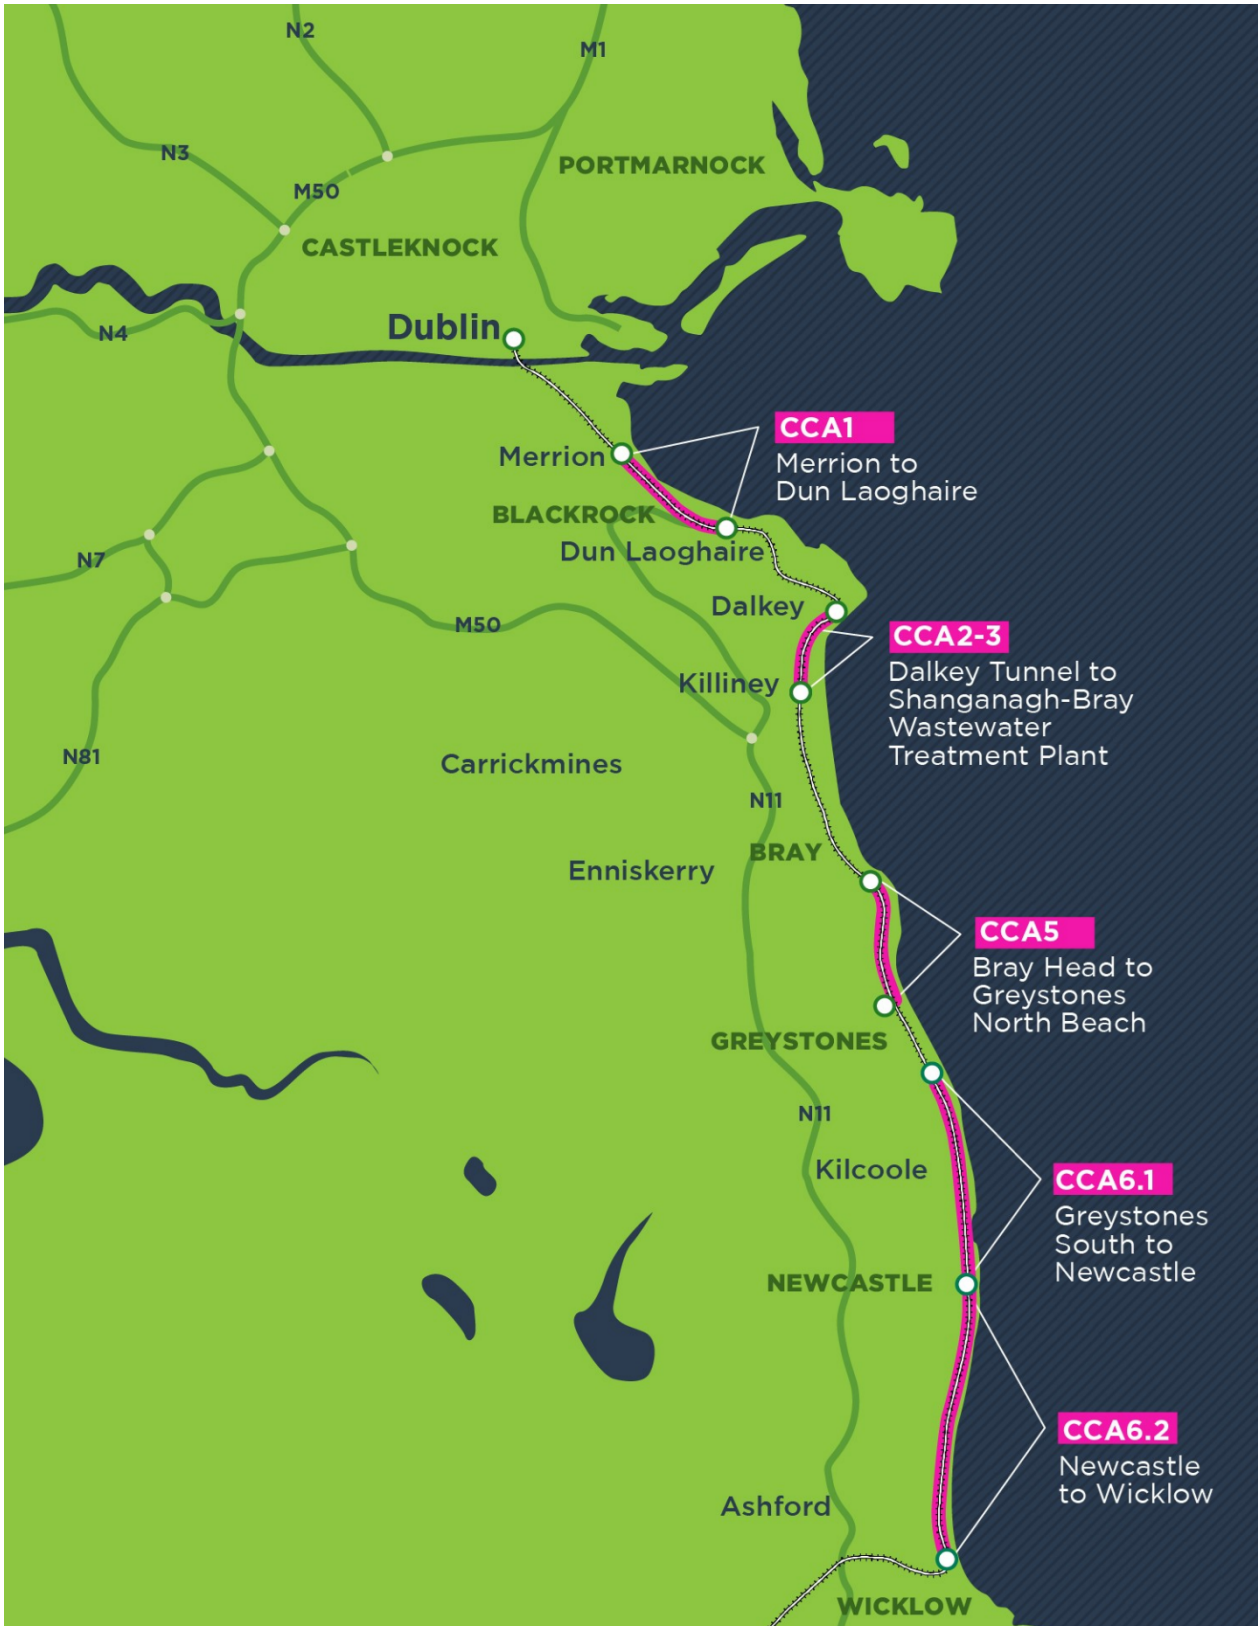 N2
M1
N3
PORTMARNOCK
M50
CASTLEKNOCK
Dublin
N4
CCA1
Merrion to
Dun Laoghaire
Merrion
BLACKROCK
Dun Laoghaire
N7
Dalkey
M50
CCA2-3
Dalkey Tunnel to
Shanganagh-Bray
Wastewater
Treatment Plant
Killiney
N81
Carrickmines
N11
BRAY
Enniskerry
CCA5
Bray Head to
Greystones
North Beach
GREYSTONES
N11
Kilcoole
CCA6.1
Greystones
South to
Newcastle
NEWCASTLE
CCA6.2
Newcastle
to Wicklow
Ashford
WICKLOW